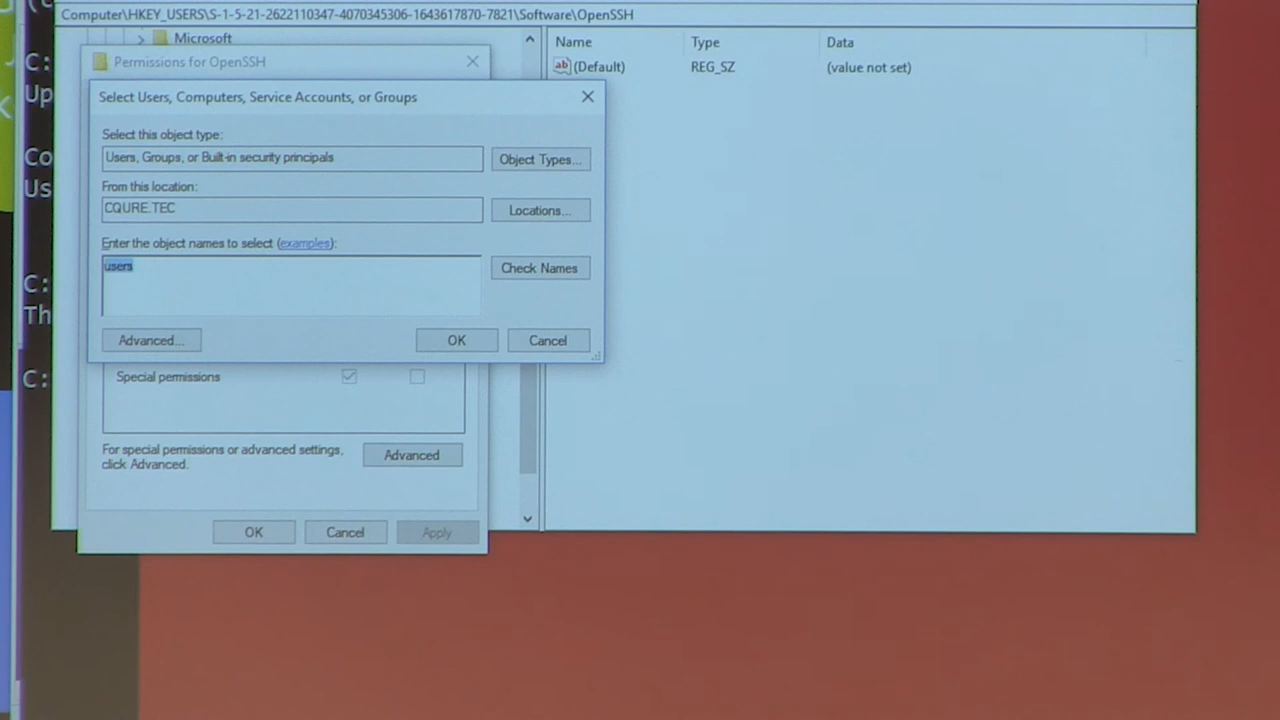 Computer\HKEY_USERS\S-1-5-21-2622110347-4070345306-1643617870-7821\Software\OpenSSH
Microsoft
Name Type Data
(Default) REG_SZ (value not set)
Permissions for OpenSSH
Select Users, Computers, Service Accounts, or Groups
Select this object type:
Users, Groups, or Built-in security principals
Object Types...
From this location:
CQURE.TEC
Locations...
Enter the object names to select (examples):
users
Check Names
Advanced...
OK
Cancel
Special permissions
For special permissions or advanced settings,
click Advanced.
Advanced
OK
Cancel
Apply
C:
Up
Co
Us
C:
Th
C: